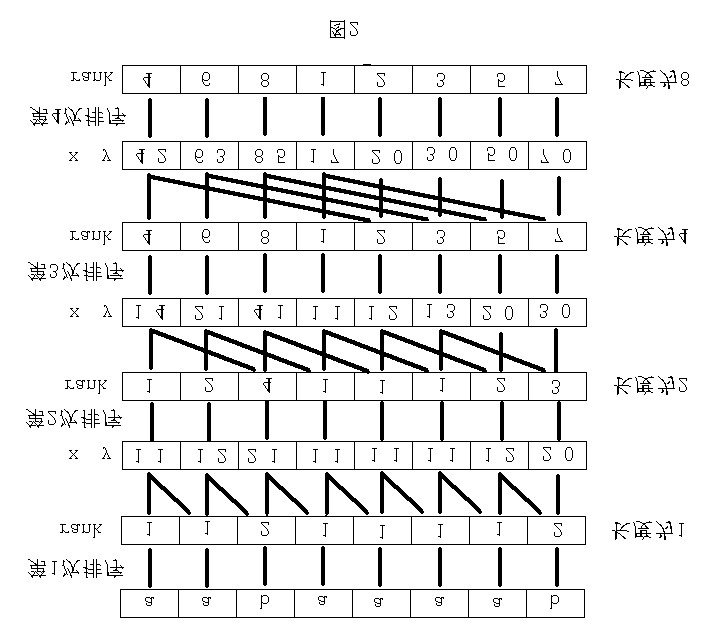 a a b a a a a b
第1次排序
rank 1 1 2 1 1 1 1 2 长度为1
x y 1 1 1 2 2 1 1 1 1 1 1 1 1 2 2 0
第2次排序
rank 1 2 4 1 1 1 2 3 长度为2
x y 1 4 2 1 4 1 1 1 1 2 1 3 2 0 3 0
第3次排序
rank 4 6 8 1 2 3 5 7 长度为4
x y 4 2 6 3 8 5 1 7 2 0 3 0 5 0 7 0
第4次排序
rank 4 6 8 1 2 3 5 7 长度为8
图2